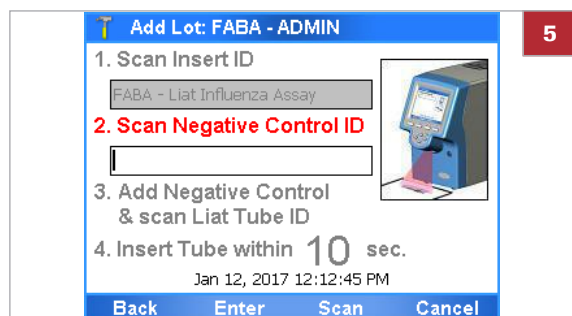 Add Lot: FABA - ADMIN
5
1. Scan Insert ID
FABA - Liat Influenza Assay
2. Scan Negative Control ID
3. Add Negative Control
& scan Liat Tube ID
4. Insert Tube within 10 sec.
Jan 12, 2017 12:12:45 PM
Back Enter Scan Cancel